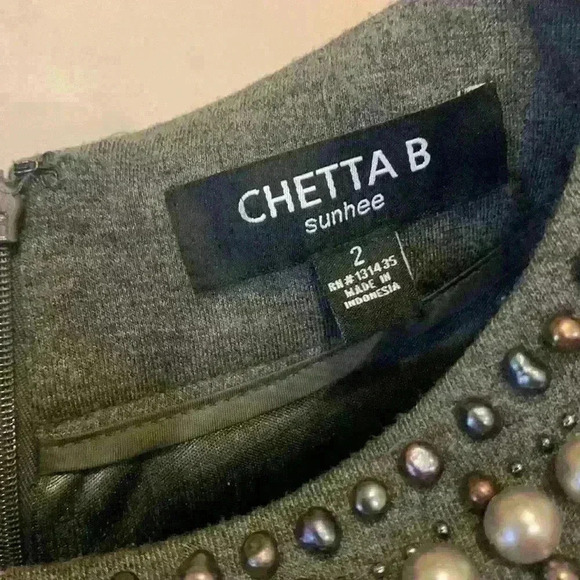 CHETTA B
sunhee
2
RN#131435
MADE IN
INDONESIA